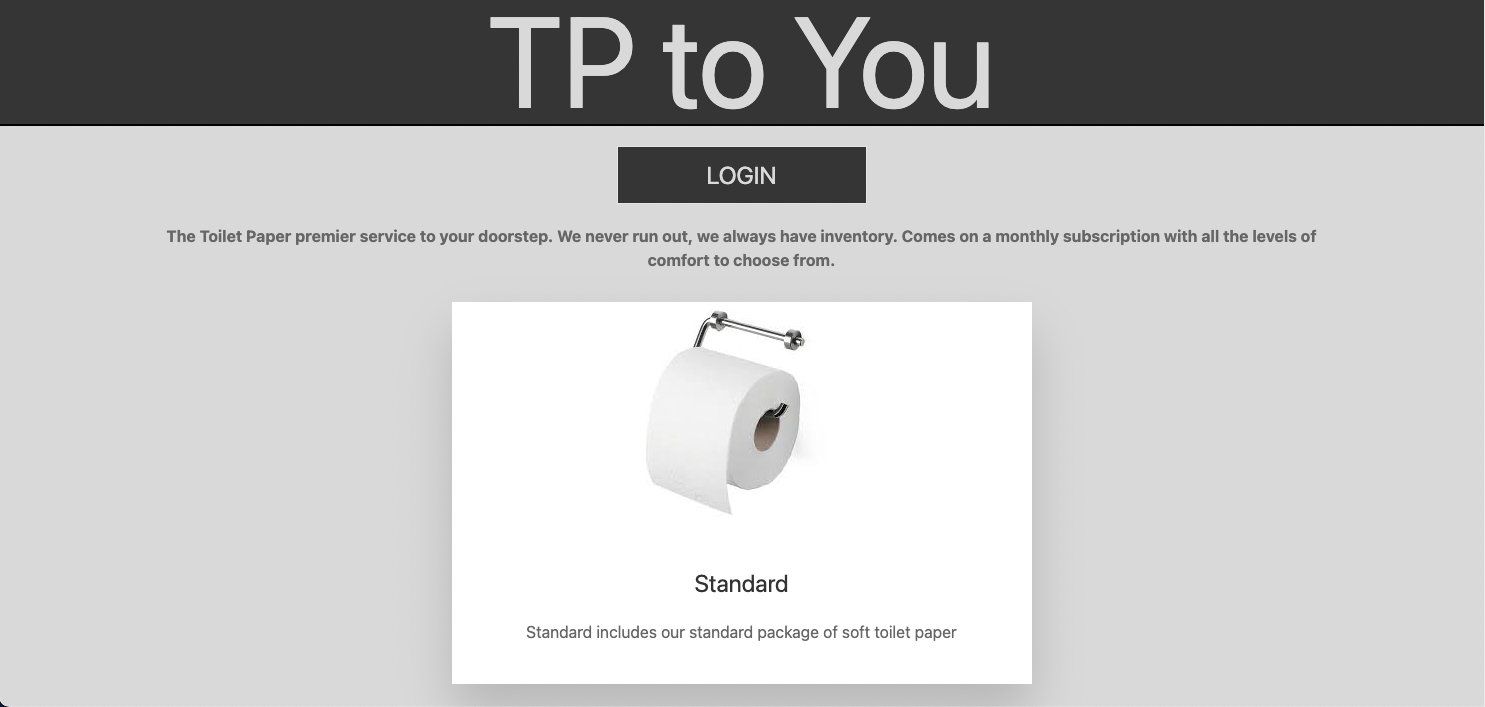 TP to You
LOGIN
The Toilet Paper premier service to your doorstep. We never run out, we always have inventory. Comes on a monthly subscription with all the levels of
comfort to choose from.
Standard
Standard includes our standard package of soft toilet paper